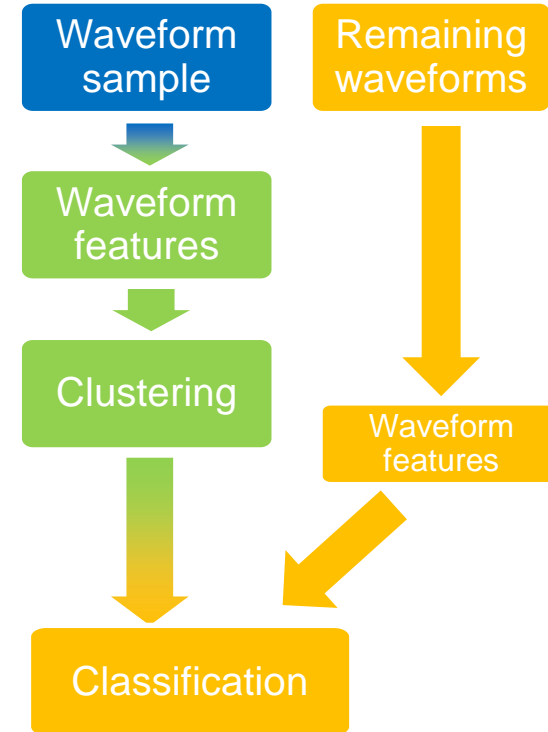 Waveform
sample
Remaining
waveforms
Waveform
features
Clustering
Waveform
features
Classification